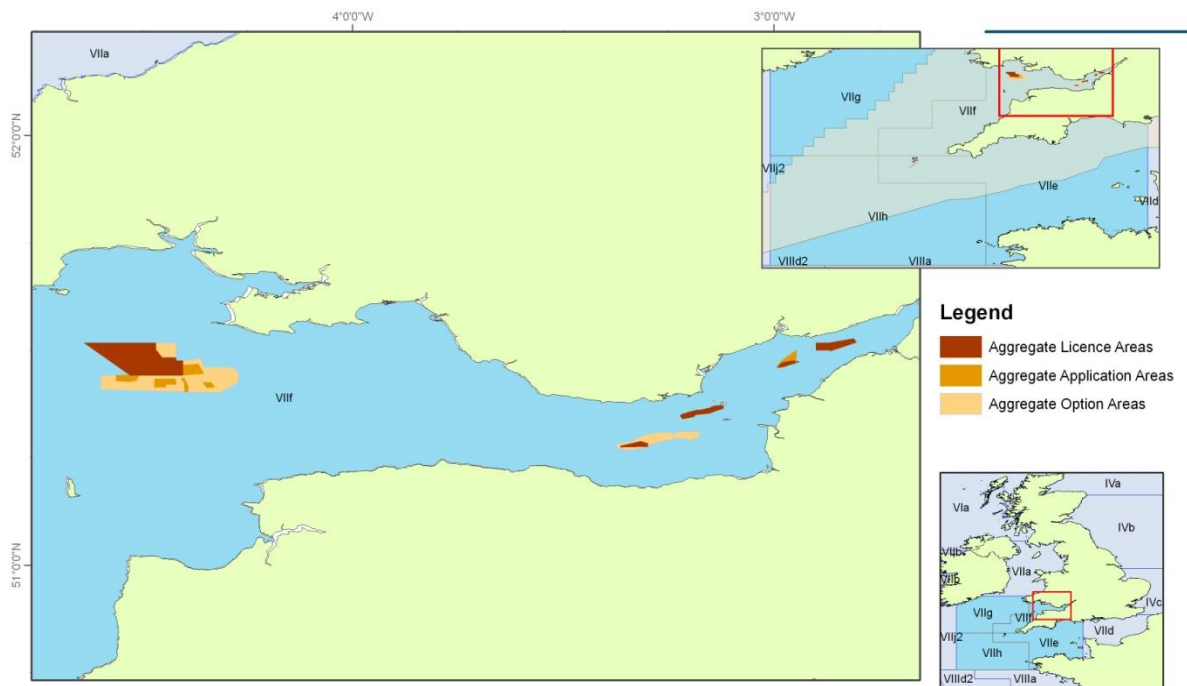 4°0'0"W
3°0'0"W
52°0'0"N
51°0'0"N
VIIa
VIIf
VIIg
VIIf
VIIj2
VIIe
VIId
VIIh
VIIId2
VIIIa
Legend
Aggregate Licence Areas
Aggregate Application Areas
Aggregate Option Areas
IVa
VIa
IVb
VIIb
VIIa
IVc
VIIg
VIIf
VIId
VIIj2
VIIe
VIIh
VIIId2
VIIIa